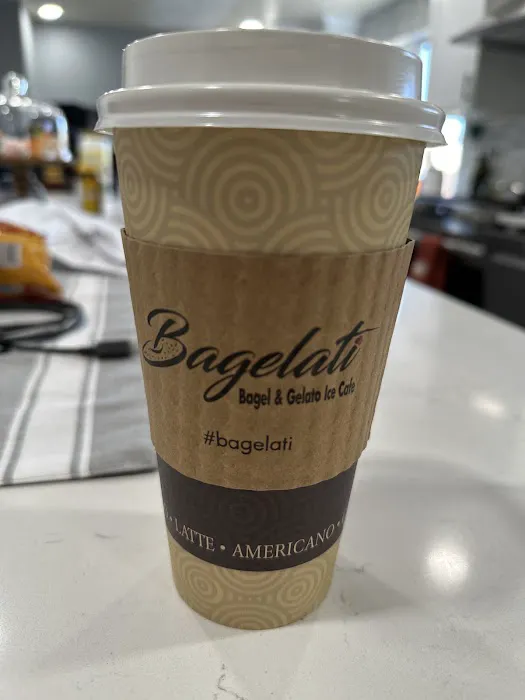 Bagelati
Bagel & Gelato Ice Cafe
#bagelati
• LATTE • AMERICANO •